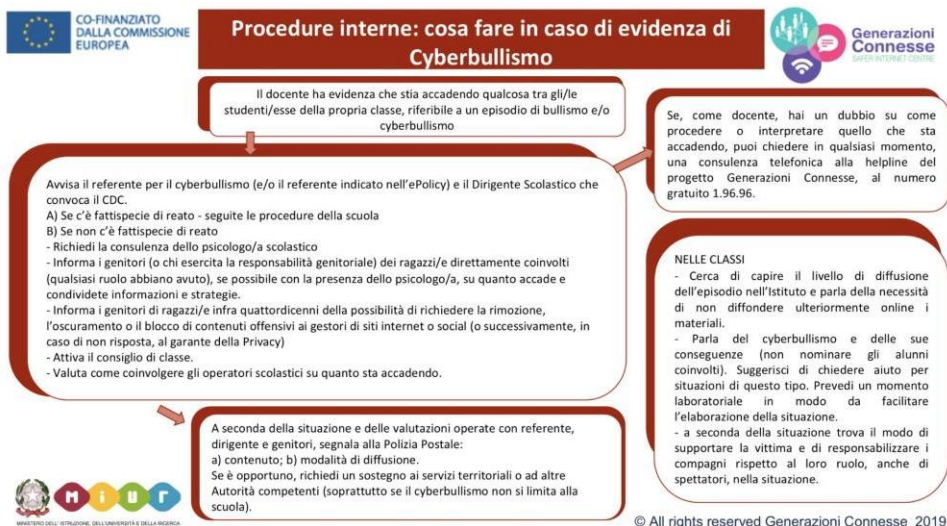 CO-FINANZIATO
DALLA COMMISSIONE
EUROPEA
Procedure interne: cosa fare in caso di evidenza di
Cyberbullismo
Generazioni
Connesse
SAFER INTERNET CENTRE
Il docente ha evidenza che stia accadendo qualcosa tra gli/le
studenti/esse della propria classe, riferibile a un episodio di bullismo e/o
cyberbullismo
Se, come docente, hai un dubbio su come
procedere o interpretare quello che sta
accadendo, puoi chiedere in qualsiasi momento,
una consulenza telefonica alla helpline del
progetto Generazioni Connesse, al numero
gratuito 1.96.96.
Avvisa il referente per il cyberbullismo (e/o il referente indicato nell'ePolicy) e il Dirigente Scolastico che
convoca il CDC.
A) Se c'è fattispecie di reato - seguite le procedure della scuola
B) Se non c'è fattispecie di reato
- Richiedi la consulenza dello psicologo/a scolastico
- Informa i genitori (o chi esercita la responsabilità genitoriale) dei ragazzi/e direttamente coinvolti
(qualsiasi ruolo abbiano avuto), se possibile con la presenza dello psicologo/a, su quanto accade e
condividete informazioni e strategie.
- Informa i genitori di ragazzi/e infra quattordicenni della possibilità di richiedere la rimozione,
l'oscuramento o il blocco di contenuti offensivi ai gestori di siti internet o social (o successivamente, in
caso di non risposta, al garante della Privacy)
- Attiva il consiglio di classe.
- Valuta come coinvolgere gli operatori scolastici su quanto sta accadendo.
NELLE CLASSI
- Cerca di capire il livello di diffusione
dell'episodio nell'Istituto e parla della necessità
di non diffondere ulteriormente online i
materiali.
- Parla del cyberbullismo e delle sue
conseguenze (non nominare gli alunni
coinvolti). Suggerisci di chiedere aiuto per
situazioni di questo tipo. Prevedi un momento
laboratoriale in modo da facilitare
l'elaborazione della situazione.
- a seconda della situazione trova il modo di
supportare la vittima e di responsabilizzare i
compagni rispetto al loro ruolo, anche di
spettatori, nella situazione.
A seconda della situazione e delle valutazioni operate con referente,
dirigente e genitori, segnala alla Polizia Postale:
a) contenuto; b) modalità di diffusione.
Se è opportuno, richiedi un sostegno ai servizi territoriali o ad altre
Autorità competenti (soprattutto se il cyberbullismo non si limita alla
scuola).
MIUR
MINISTERO DELL'ISTRUZIONE, DELL'UNIVERSITÀ E DELLA RICERCA
© All rights reserved Generazioni Connesse 2019